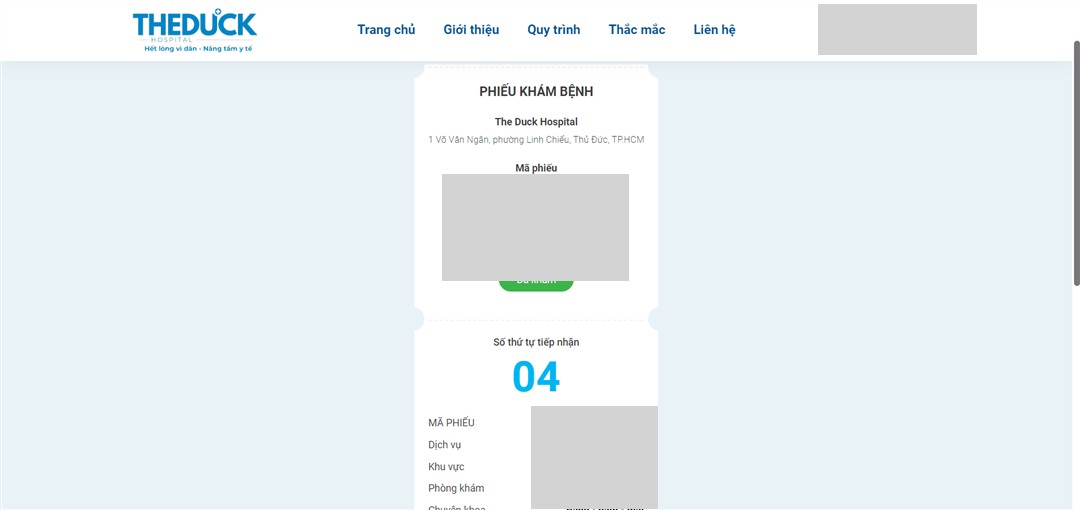 THEDUCK
HOSPITAL
Hết lòng vì dân - Nâng tầm y tế
Trang chủ
Giới thiệu
Quy trình
Thắc mắc
Liên hệ
PHIẾU KHÁM BỆNH
The Duck Hospital
1 Võ Văn Ngân, phường Linh Chiểu, Thủ Đức, TP.HCM
Mã phiếu
Số thứ tự tiếp nhận
04
MÃ PHIẾU
Dịch vụ
Khu vực
Phòng khám
Chuyên khoa